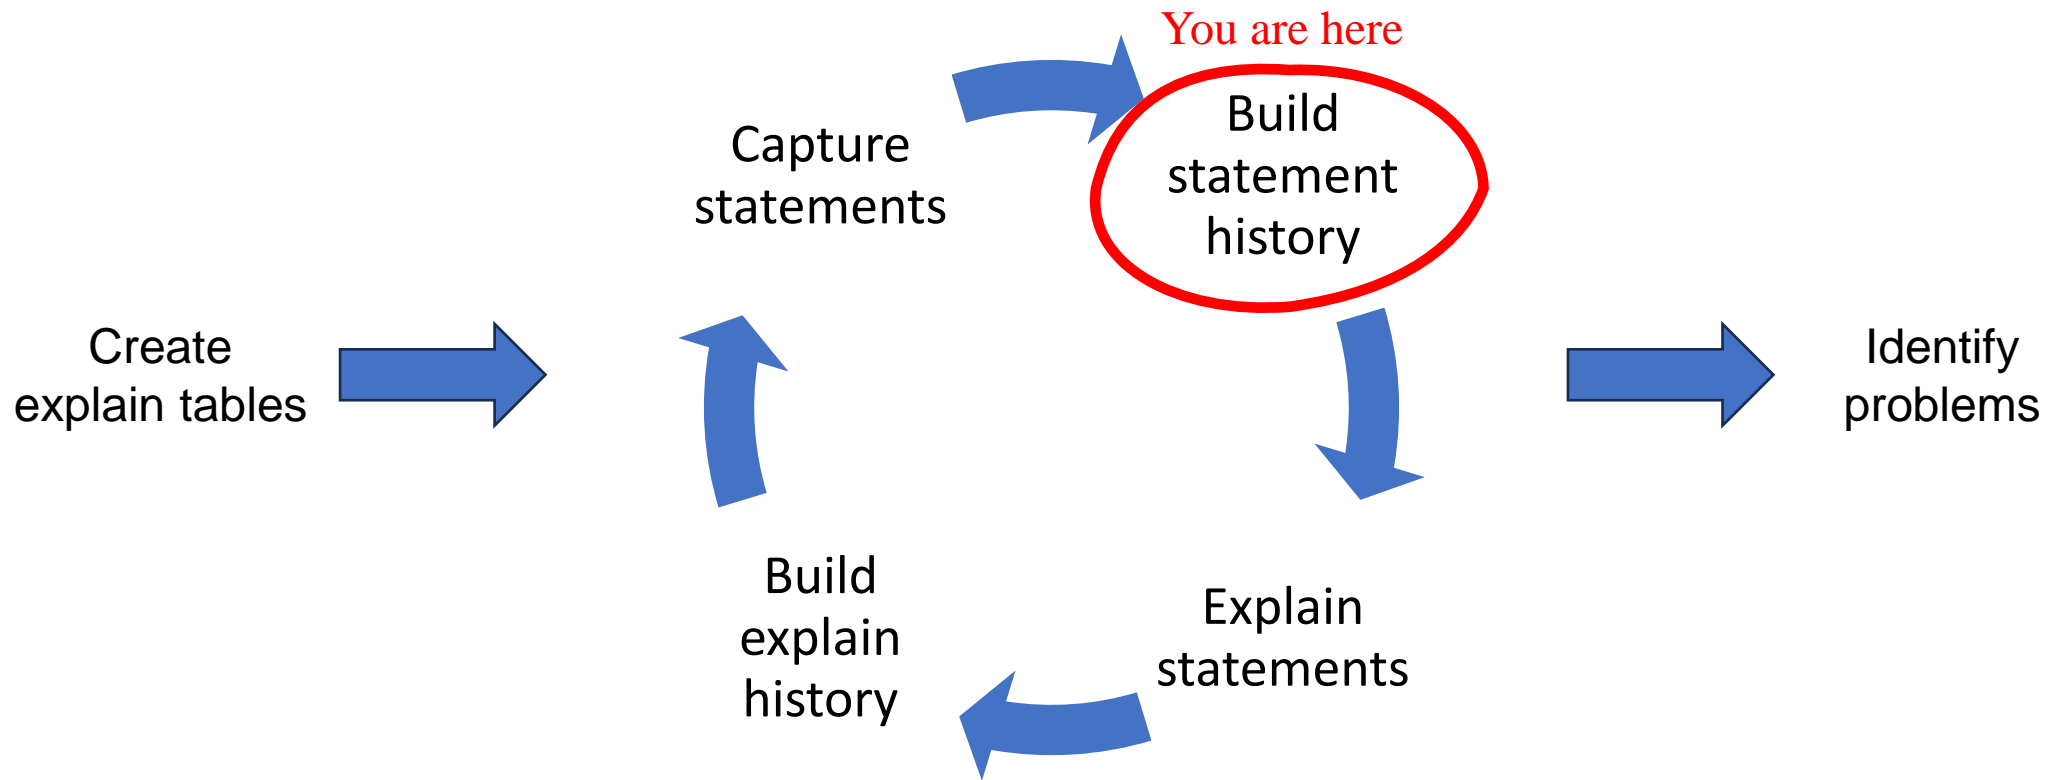 You are here
Capture
statements
Build
statement
history
Create
explain tables
Identify
problems
Build
explain
history
Explain
statements